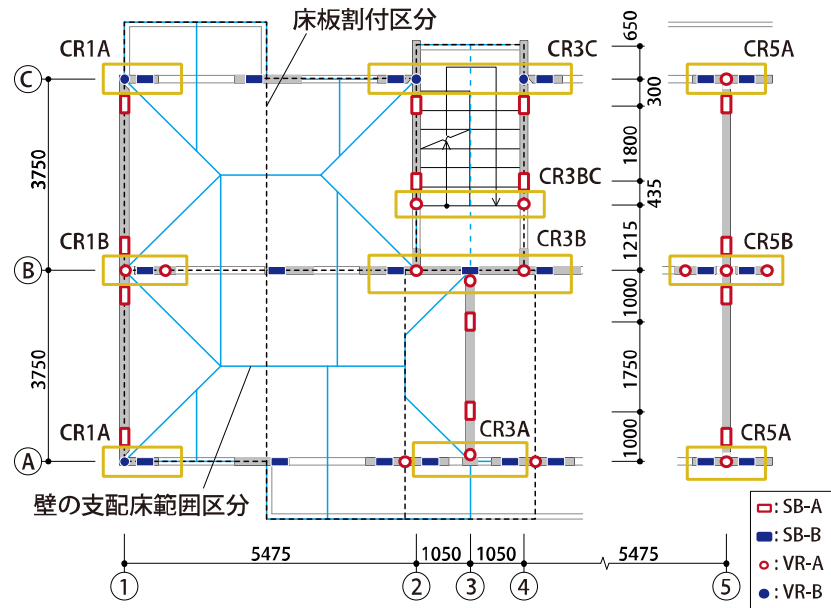 床板割付区分
CR1A
CR3C
CR5A
C
650
300
1800
435
1215
1000
1750
1000
3750
3750
CR3BC
CR1B
CR3B
CR5B
B
CR1A
CR3A
CR5A
A
壁の支配床範囲区分
5475
1050
1050
5475
1
2
3
4
5
: SB-A
: SB-B
: VR-A
: VR-B